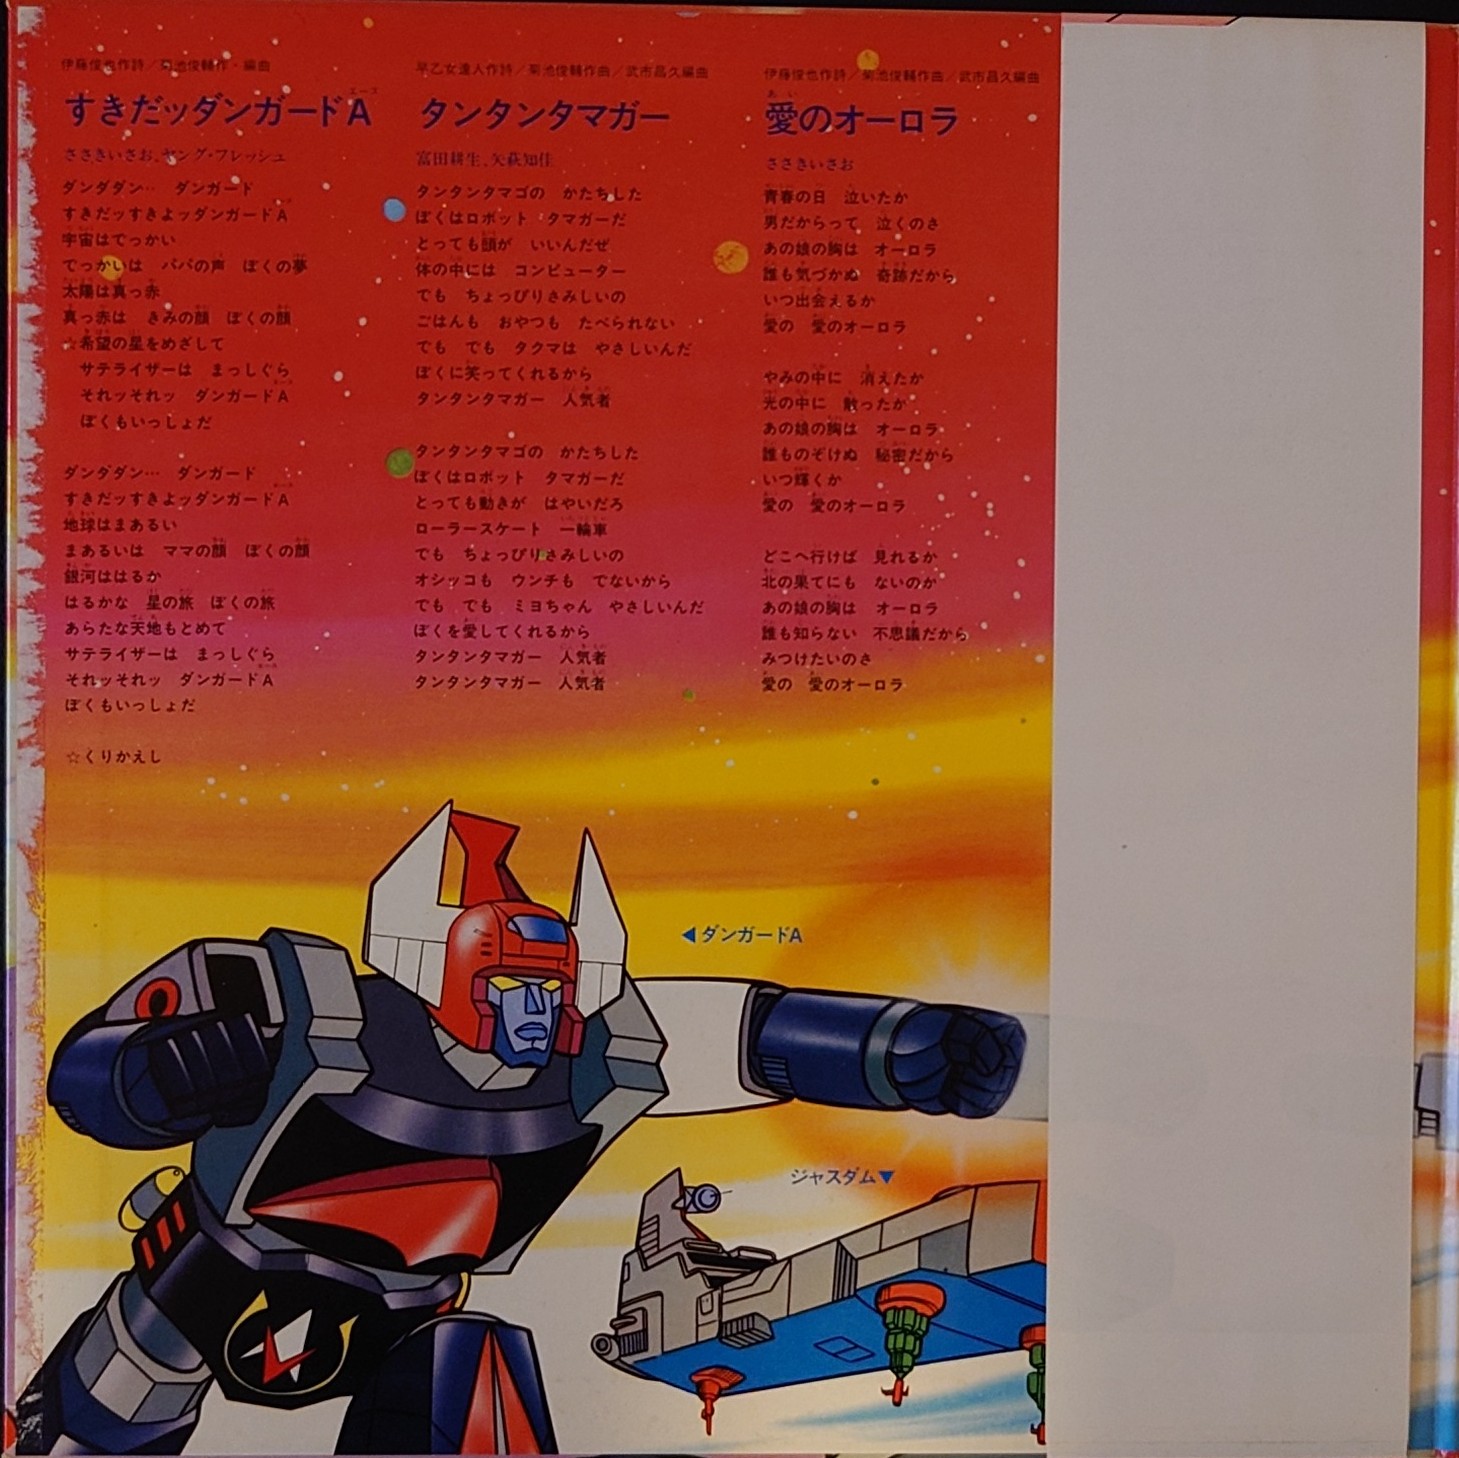 伊藤俊也作詩／菊池俊輔作・編曲
すきだッダンガードA
エース
ささきいさお、ヤング・フレッシュ
ダンダダン… ダンガード
すきだッすきよッダンガードA
宇宙はでっかい
でっかいは パパの声 ぼくの夢
太陽は真っ赤
真っ赤は きみの顔 ぼくの顔
☆希望の星をめざして
サテライザーは まっしぐら
それッそれッ ダンガードA
ぼくもいっしょだ
ダンダダン… ダンガード
すきだッすきよッダンガードA
地球はまあるい
まあるいは ママの顔 ぼくの顔
銀河ははるか
はるかな 星の旅 ぼくの旅
あらたな天地もとめて
サテライザーは まっしぐら
それッそれッ ダンガードA
ぼくもいっしょだ
☆くりかえし
早乙女達人作詩／菊池俊輔作曲／武市昌久編曲
タンタンタマガー
富田耕生、矢萩知佳
タンタンタマゴの かたちした
ぼくはロボット タマガーだ
とっても頭が いいんだぜ
体の中には コンピューター
でも ちょっぴりさみしいの
ごはんも おやつも たべられない
でも でも タクマは やさしいんだ
ぼくに笑ってくれるから
タンタンタマガー 人気者
タンタンタマゴの かたちした
ぼくはロボット タマガーだ
とっても動きが はやいだろ
ローラースケート 一輪車
でも ちょっぴりさみしいの
オシッコも ウンチも でないから
でも でも ミヨちゃん やさしいんだ
ぼくを愛してくれるから
タンタンタマガー 人気者
タンタンタマガー 人気者
伊藤俊也作詩／菊池俊輔作曲／武市昌久編曲
あい
愛のオーロラ
ささきいさお
青春の日 泣いたか
男だからって 泣くのさ
あの娘の胸は オーロラ
誰も気づかぬ 奇跡だから
いつ出会えるか
愛の 愛のオーロラ
やみの中に 消えたか
光の中に 散ったか
あの娘の胸は オーロラ
誰ものぞけぬ 秘密だから
いつ輝くか
愛の 愛のオーロラ
どこへ行けば 見れるか
北の果てにも ないのか
あの娘の胸は オーロラ
誰も知らない 不思議だから
みつけたいのさ
愛の 愛のオーロラ
◀ダンガードA
ジャスダム▼